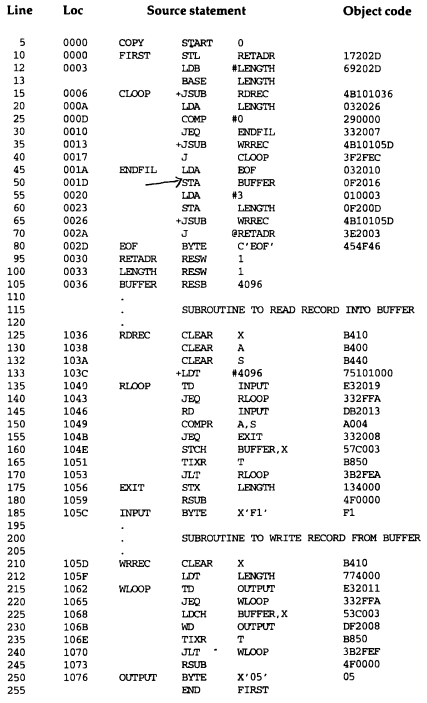 Line Loc Source statement Object code
5 0000 COPY START 0
10 0000 FIRST STL RETADR 17202D
12 0003 LDB #LENGTH 69202D
13 BASE LENGTH
15 0006 CLOOP +JSUB RDREC 4B101036
20 000A LDA LENGTH 032026
25 000D COMP #0 290000
30 0010 JEQ ENDFIL 332007
35 0013 +JSUB WRREC 4B10105D
40 0017 J CLOOP 3F2FEC
45 001A ENDFIL LDA EOF 032010
50 001D STA BUFFER 0F2016
55 0020 LDA #3 010003
60 0023 STA LENGTH 0F200D
65 0026 +JSUB WRREC 4B10105D
70 002A J @RETADR 3E2003
80 002D EOF BYTE C'EOF' 454F46
95 0030 RETADR RESW 1
100 0033 LENGTH RESW 1
105 0036 BUFFER RESB 4096
110 .
115 . SUBROUTINE TO READ RECORD INTO BUFFER
120 .
125 1036 RDREC CLEAR X B410
130 1038 CLEAR A B400
132 103A CLEAR S B440
133 103C +LDT #4096 75101000
135 1040 RLOOP TD INPUT E32019
140 1043 JEQ RLOOP 332FFA
145 1046 RD INPUT DB2013
150 1049 COMPR A,S A004
155 104B JEQ EXIT 332008
160 104E STCH BUFFER,X 57C003
165 1051 TIXR T B850
170 1053 JLT RLOOP 3B2FEA
175 1056 EXIT STX LENGTH 134000
180 1059 RSUB 4F0000
185 105C INPUT BYTE X'F1' F1
195 .
200 . SUBROUTINE TO WRITE RECORD FROM BUFFER
205 .
210 105D WRREC CLEAR X B410
212 105F LDT LENGTH 774000
215 1062 WLOOP TD OUTPUT E32011
220 1065 JEQ WLOOP 332FFA
225 1068 LDCH BUFFER,X 53C003
230 106B WD OUTPUT DF2008
235 106E TIXR T B850
240 1070 JLT WLOOP 3B2FEF
245 1073 RSUB 4F0000
250 1076 OUTPUT BYTE X'05' 05
255 END FIRST